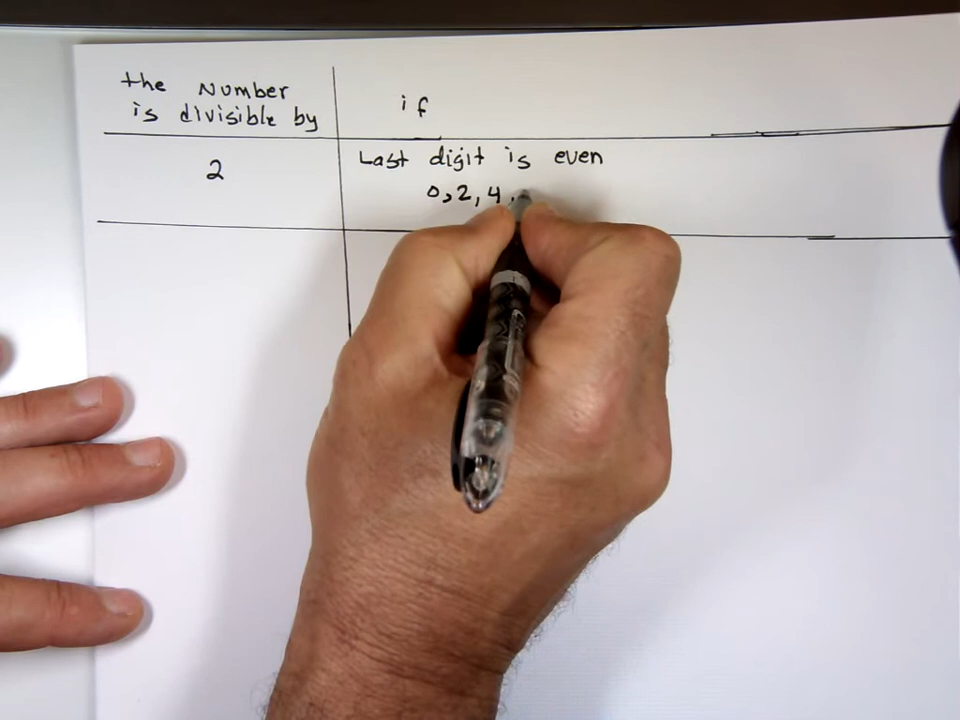 the Number
is divisible by
if
2
Last digit is even
0,2,4,